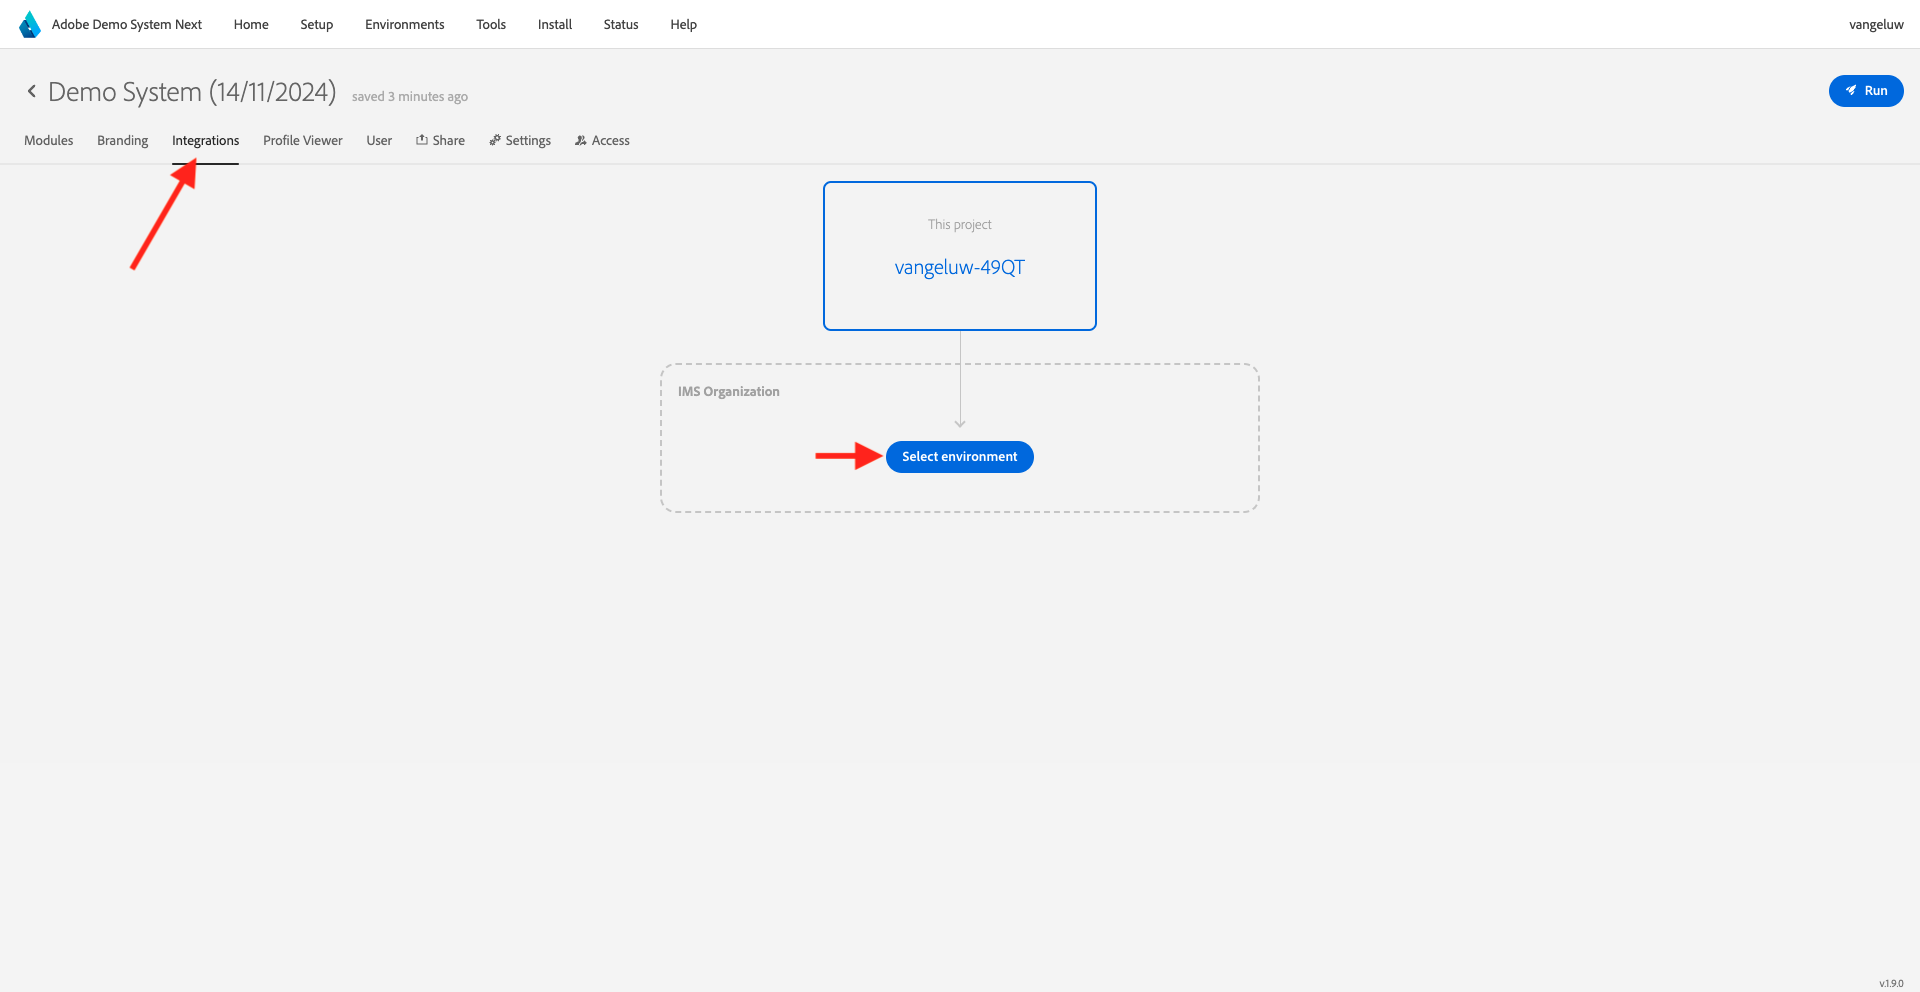 Adobe Demo System Next Home Setup Environments Tools Install Status Help vangeluw
Demo System (14/11/2024) saved 3 minutes ago Run
Modules Branding Integrations Profile Viewer User Share Settings Access
This project
vangeluw-49QT
IMS Organization
Select environment
v.1.9.0